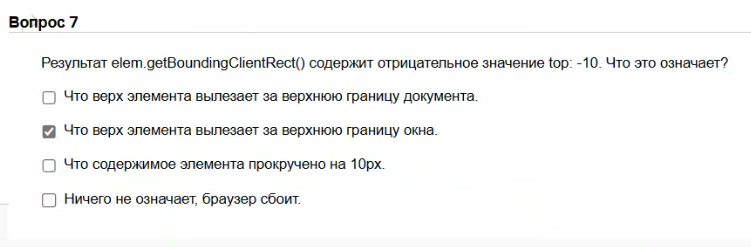 Вопрос 7
Результат elem.getBoundingClientRect() содержит отрицательное значение top: -10. Что это означает?
Что верх элемента вылезает за верхнюю границу документа.
Что верх элемента вылезает за верхнюю границу окна.
Что содержимое элемента прокручено на 10px.
Ничего не означает, браузер сбоит.